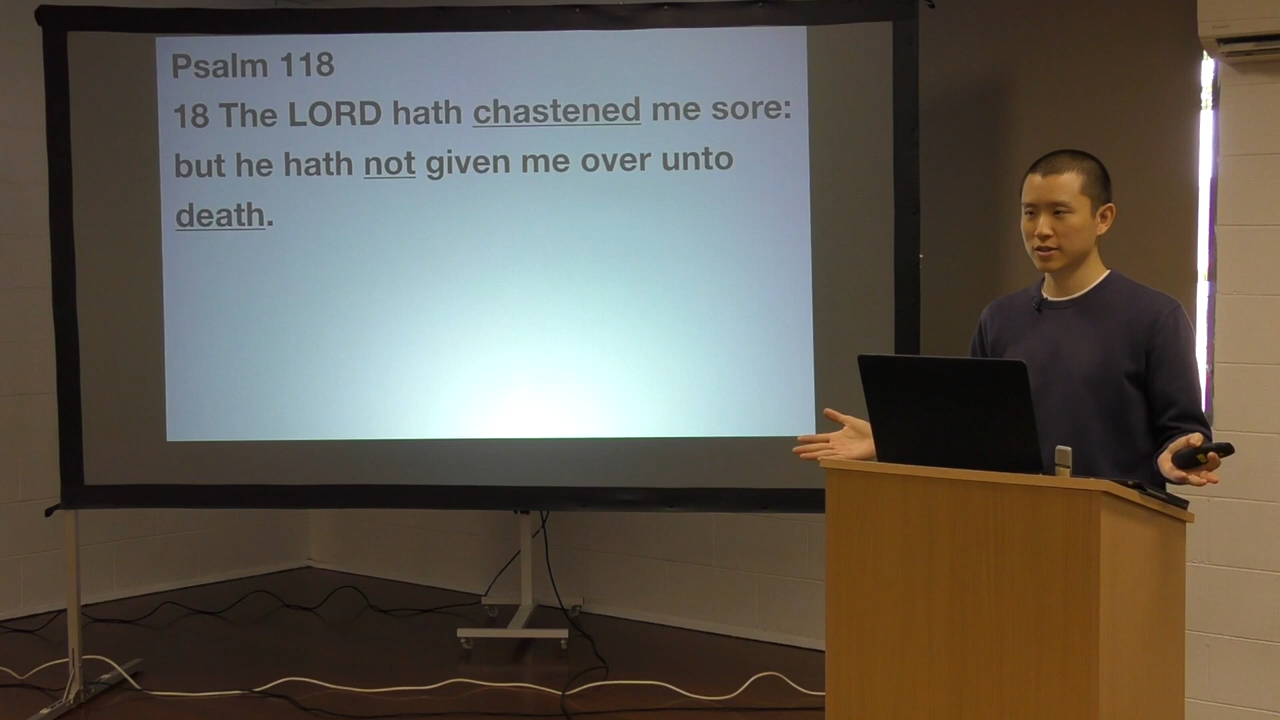 Psalm 118
18 The LORD hath chastened me sore:
but he hath not given me over unto
death.